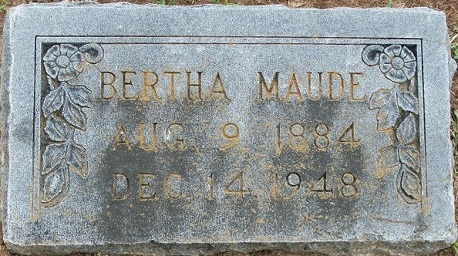 BERTHA MAUDE
AUG. 9, 1884
DEC. 14, 1948